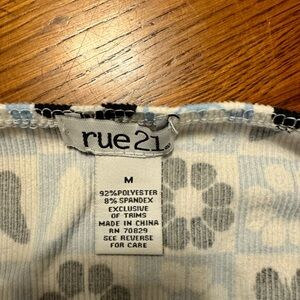 rue21.
M
92%POLYESTER
8% SPANDEX
EXCLUSIVE
OF TRIMS
MADE IN CHINA
RN 70829
SEE REVERSE
FOR CARE